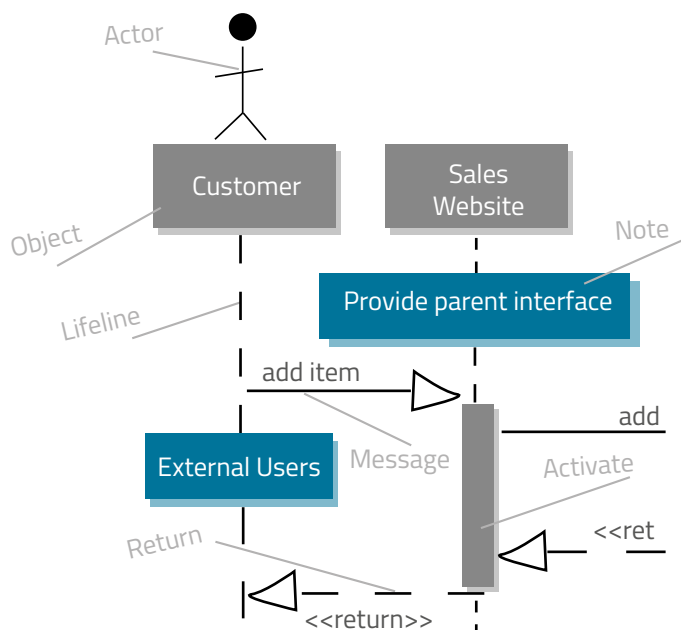 Actor
Customer
Sales
Website
Object
Note
Provide parent interface
Lifeline
add item
add
External Users
Message
Activate
Return
<<ret
<<return>>